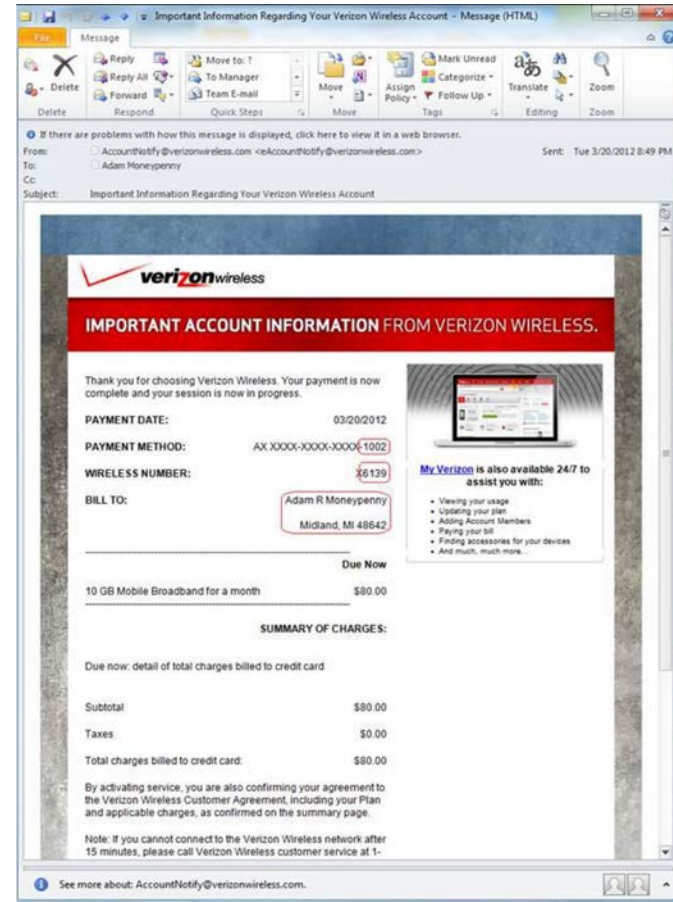 Important Information Regarding Your Verizon Wireless Account - Message (HTML)
File Message
Delete
Reply
Reply All
Forward
Move to: ?
To Manager
Team E-mail
Move
Assign Policy
Mark Unread
Categorize
Follow Up
Translate
Zoom
Delete Respond Quick Steps Move Tags Editing Zoom
If there are problems with how this message is displayed, click here to view it in a web browser.
From: AccountNotify@verizonwireless.com <eAccountNotify@verizonwireless.com> Sent: Tue 3/20/2012 8:49 PM
To: Adam Moneypenny
Cc:
Subject: Important Information Regarding Your Verizon Wireless Account
verizonwireless
IMPORTANT ACCOUNT INFORMATION FROM VERIZON WIRELESS.
Thank you for choosing Verizon Wireless. Your payment is now
complete and your session is now in progress.
PAYMENT DATE: 03/20/2012
PAYMENT METHOD: AX XXXX-XXXX-XXXX-1002
WIRELESS NUMBER: X6139
BILL TO: Adam R Moneypenny
Midland, MI 48642
Due Now
10 GB Mobile Broadband for a month $80.00
SUMMARY OF CHARGES:
Due now: detail of total charges billed to credit card
Subtotal $80.00
Taxes $0.00
Total charges billed to credit card: $80.00
By activating service, you are also confirming your agreement to
the Verizon Wireless Customer Agreement, including your Plan
and applicable charges, as confirmed on the summary page.
Note: If you cannot connect to the Verizon Wireless network after
15 minutes, please call Verizon Wireless customer service at 1-
My Verizon is also available 24/7 to
assist you with:
Viewing your usage
Updating your plan
Adding Account Members
Paying your bill
Finding accessories for your devices
And much, much more...
See more about: AccountNotify@verizonwireless.com.